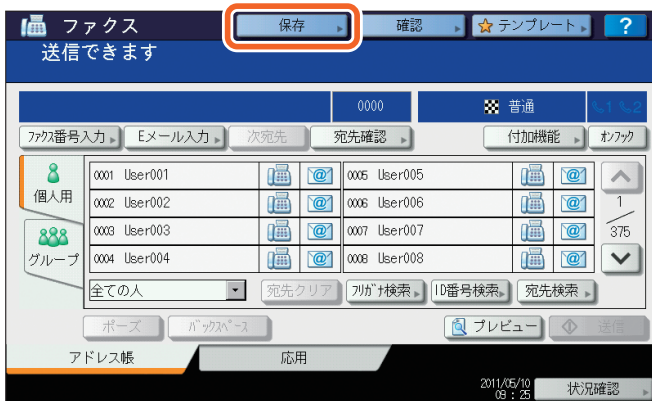 ファクス 保存 確認 テンプレート ?
送信できます
0000 普通 1 2
ファクス番号入力 Eメール入力 次宛先 宛先確認 付加機能 オンフック
個人用
グループ
0001 User001 0005 User005
0002 User002 0006 User006
0003 User003 0007 User007
0004 User004 0008 User008
1
375
全ての人 宛先クリア フリガナ検索 ID番号検索 宛先検索
ポーズ バックスペース プレビュー 送信
アドレス帳 応用
2011/05/10
09:25 状況確認